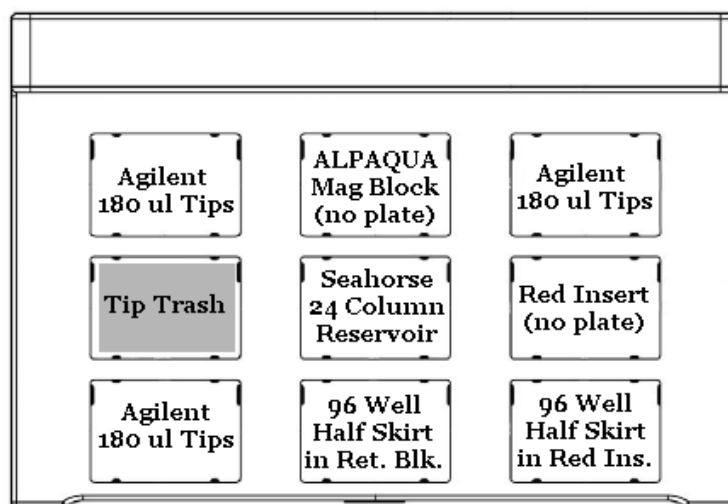 Agilent
180 ul Tips
ALPAQUA
Mag Block
(no plate)
Agilent
180 ul Tips
Tip Trash
Seahorse
24 Column
Reservoir
Red Insert
(no plate)
Agilent
180 ul Tips
96 Well
Half Skirt
in Ret. Blk.
96 Well
Half Skirt
in Red Ins.